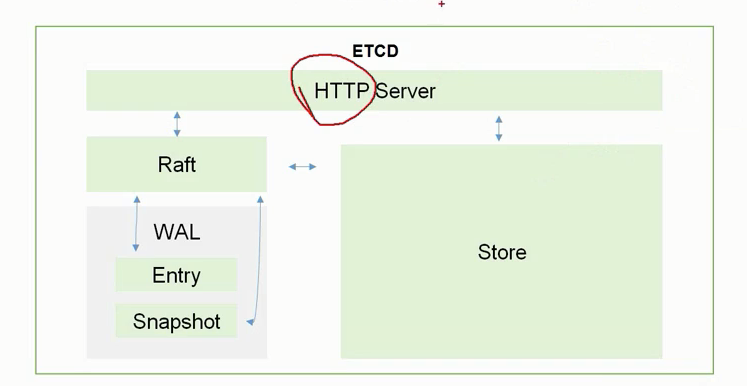 ETCD
HTTP Server
Raft
WAL
Entry
Snapshot
Store